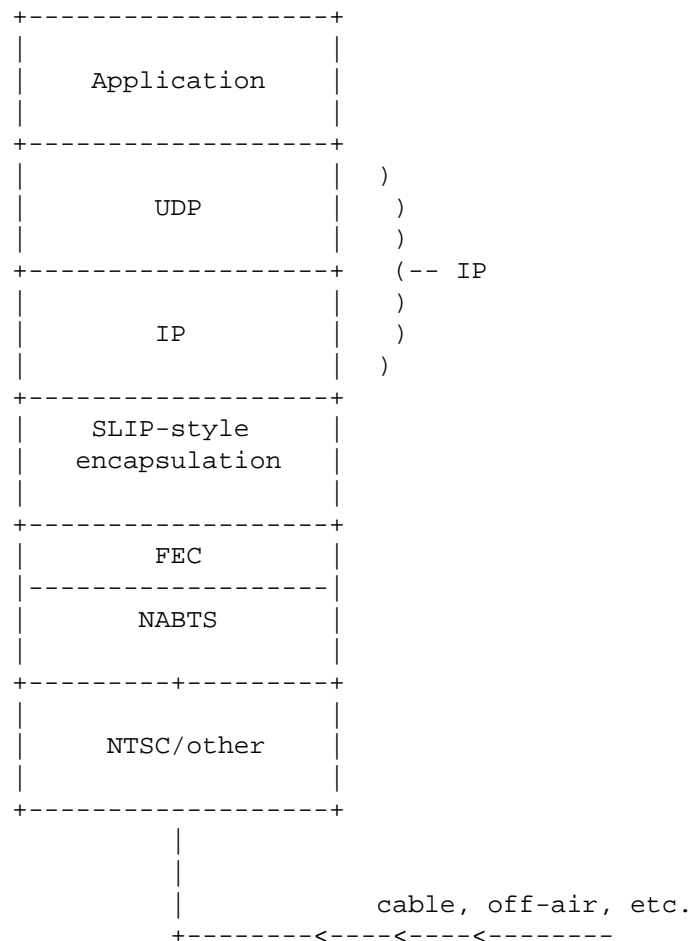 Application
UDP
(-- IP
IP
SLIP-style
encapsulation
FEC
NABTS
NTSC/other
cable, off-air, etc.